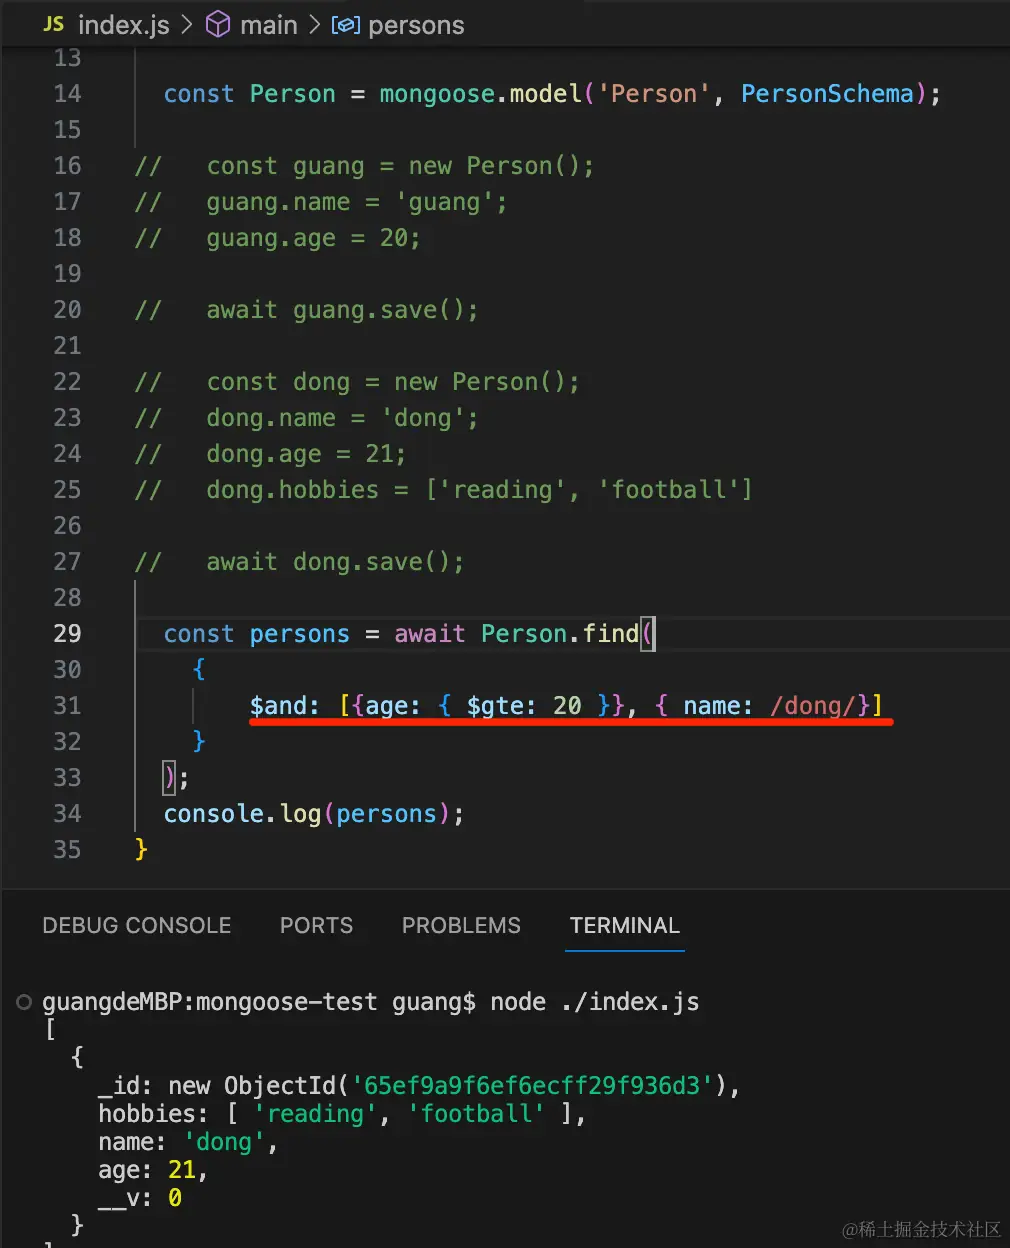 JS index.js > main > persons
13
14 const Person = mongoose.model('Person', PersonSchema);
15
16 //   const guang = new Person();
17 //   guang.name = 'guang';
18 //   guang.age = 20;
19
20 //   await guang.save();
21
22 //   const dong = new Person();
23 //   dong.name = 'dong';
24 //   dong.age = 21;
25 //   dong.hobbies = ['reading', 'football']
26
27 //   await dong.save();
28
29 const persons = await Person.find(
30 {
31 $and: [{age: { $gte: 20 }}, { name: /dong/}]
32 }
33 );
34 console.log(persons);
35 }
DEBUG CONSOLE PORTS PROBLEMS TERMINAL
guangdeMBP:mongoose-test guang$ node ./index.js
[
{
_id: new ObjectId('65ef9a9f6ef6ecff29f936d3'),
hobbies: [ 'reading', 'football' ],
name: 'dong',
age: 21,
__v: 0
}
]
@稀土掘金技术社区